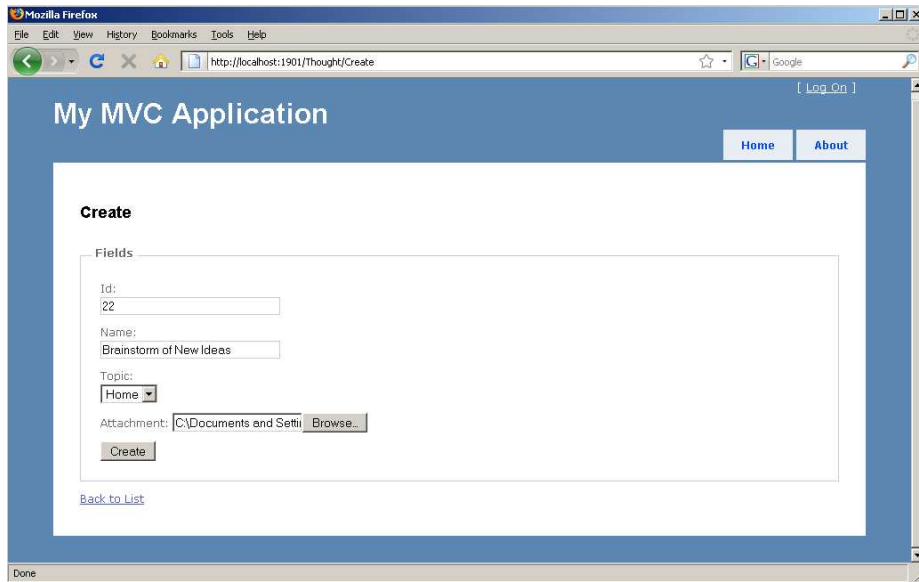 Mozilla Firefox
File Edit View History Bookmarks Tools Help
http://localhost:1901/Thought/Create
G Google
[ Log On ]
My MVC Application
Home About
Create
Fields
Id:
22
Name:
Brainstorm of New Ideas
Topic:
Home
Attachment: C:\Documents and Settin Browse...
Create
Back to List
Done